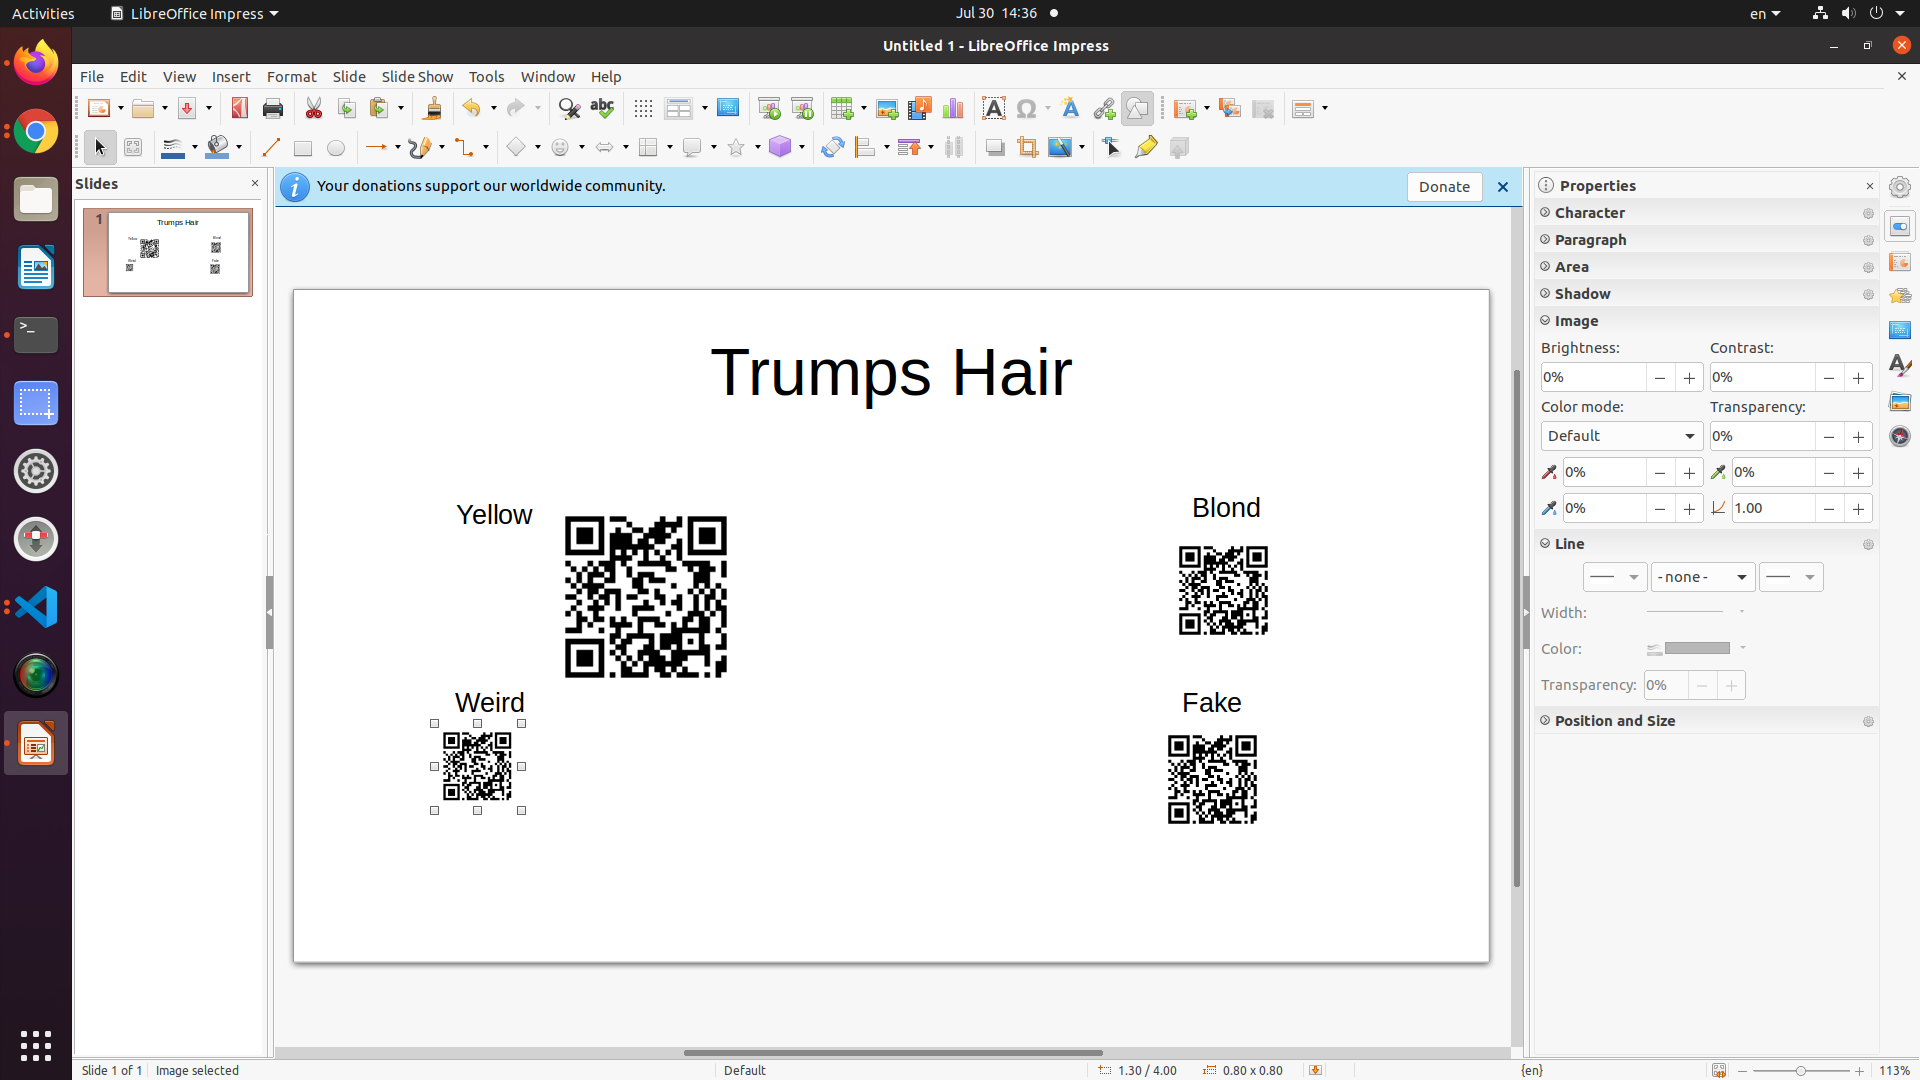 Activities
LibreOffice Impress
Jul 30 14:36
en
Untitled 1 - LibreOffice Impress
File Edit View Insert Format Slide Slide Show Tools Window Help
Slides
Your donations support our worldwide community.
Donate
1
Trumps Hair
Yellow
Blond
Weird
Fake
Trumps Hair
Yellow
Blond
Weird
Fake
Properties
Character
Paragraph
Area
Shadow
Image
Brightness: Contrast:
0% 0%
Color mode: Transparency:
Default 0%
0% 0%
0% 1.00
Line
- none -
Width:
Color:
Transparency: 0%
Position and Size
Slide 1 of 1 Image selected Default 1.30 / 4.00 0.80 x 0.80 {en} 113%